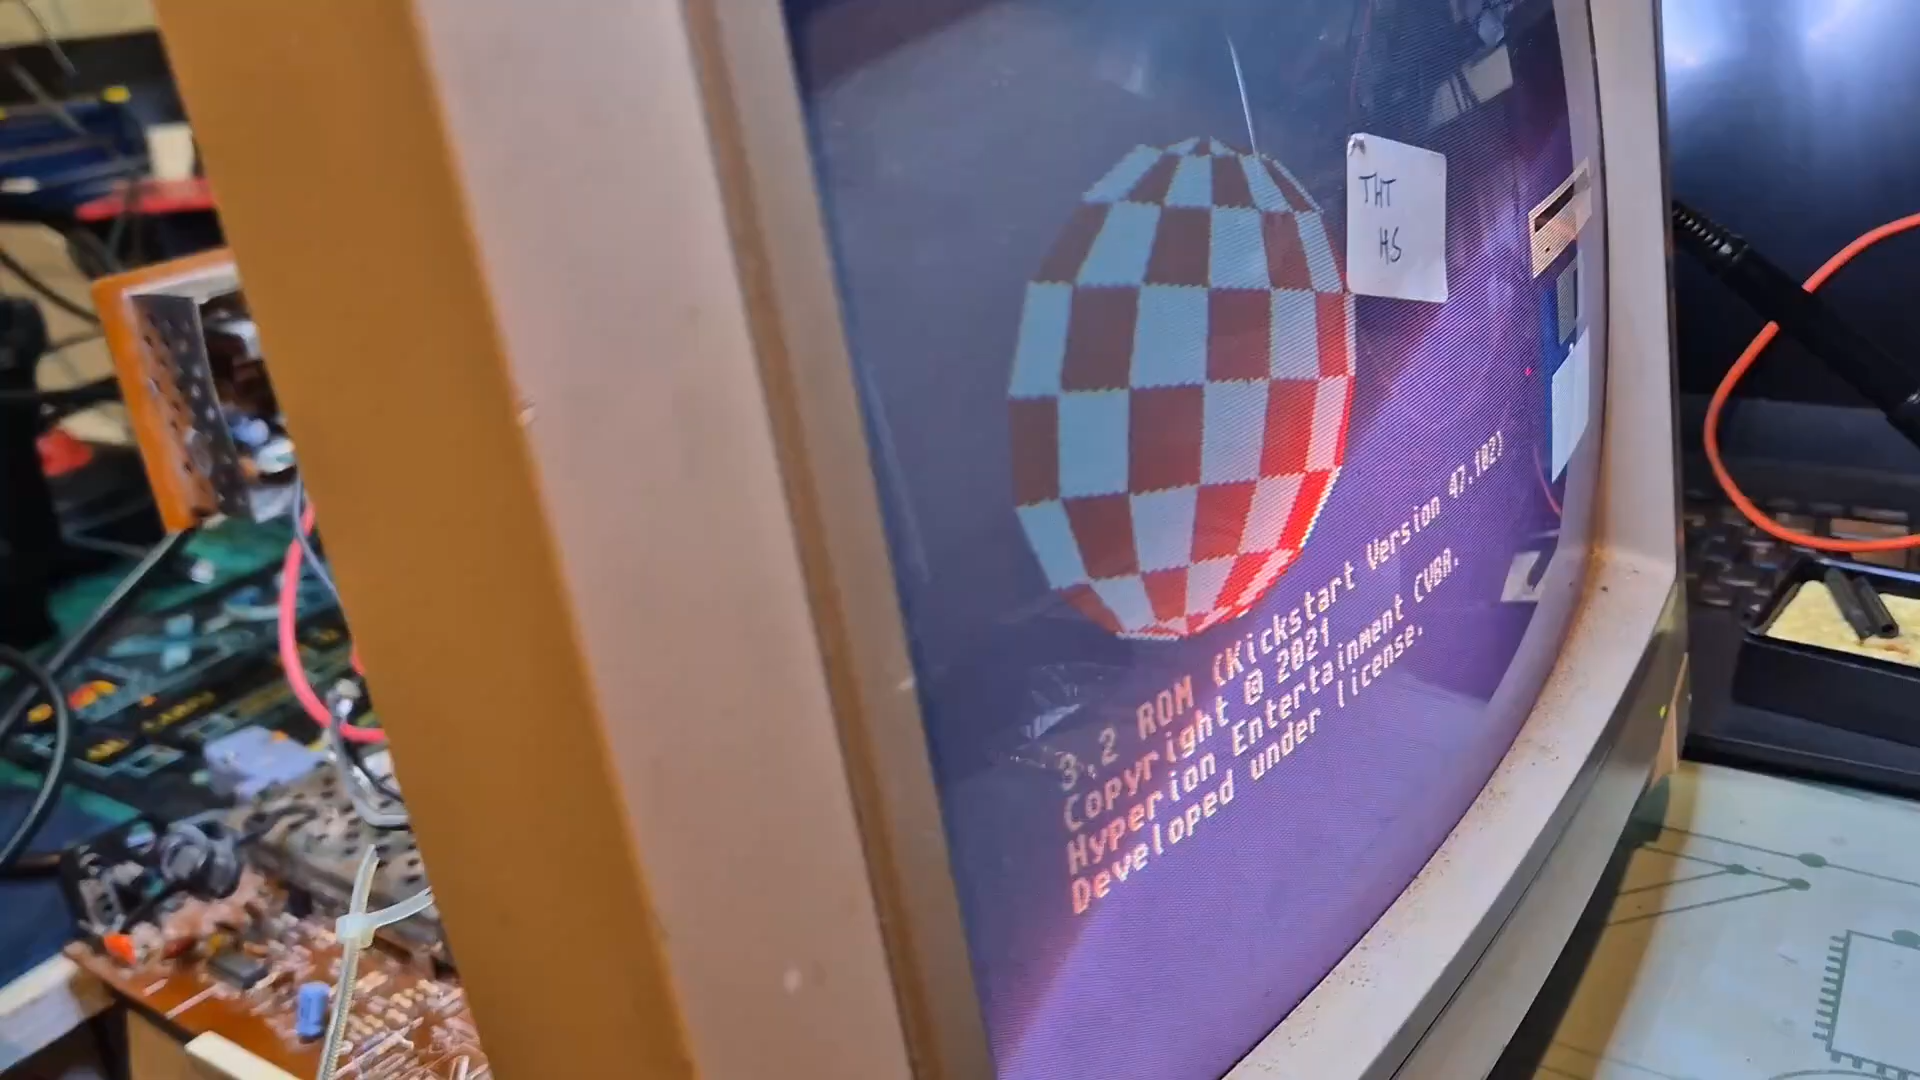 THT
HS
3.2 ROM (Kickstart Version 47.102)
Copyright @ 2021
Hyperion Entertainment CVBA.
Developed under license.